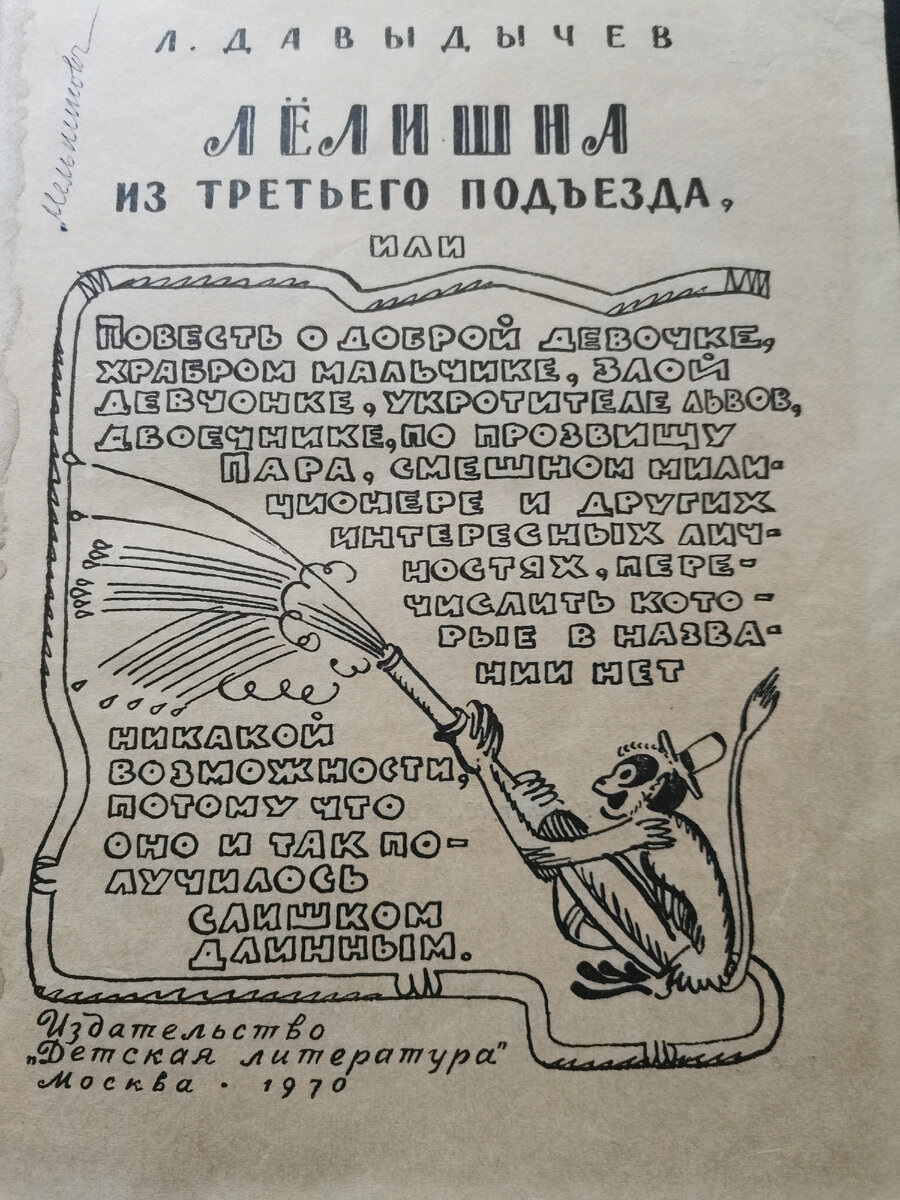 Мельников
Л. ДАВЫДЫЧЕВ
ЛЁЛИШНА
ИЗ ТРЕТЬЕГО ПОДЪЕЗДА,
ИЛИ
ПОВЕСТЬ О ДОБРОЙ ДЕВОЧКЕ,
ХРАБРОМ МАЛЬЧИКЕ, ЗЛОЙ
ДЕВЧОНКЕ, УКРОТИТЕЛЕ ЛЬВОВ,
ДВОЕЧНИКЕ, ПО ПРОЗВИЩУ
ПАРА, СМЕШНОМ МИЛИ-
ЦИОНЕРЕ И ДРУГИХ
ИНТЕРЕСНЫХ ЛИЧ-
НОСТЯХ, ПЕРЕ-
ЧИСЛИТЬ КОТО-
РЫЕ В НАЗВА-
НИИ НЕТ
НИКАКОЙ
ВОЗМОЖНОСТИ,
ПОТОМУ ЧТО
ОНО И ТАК ПО-
ЛУЧИЛОСЬ
СЛИШКОМ
ДЛИННЫМ.
Издательство
„Детская литература"
Москва · 1970